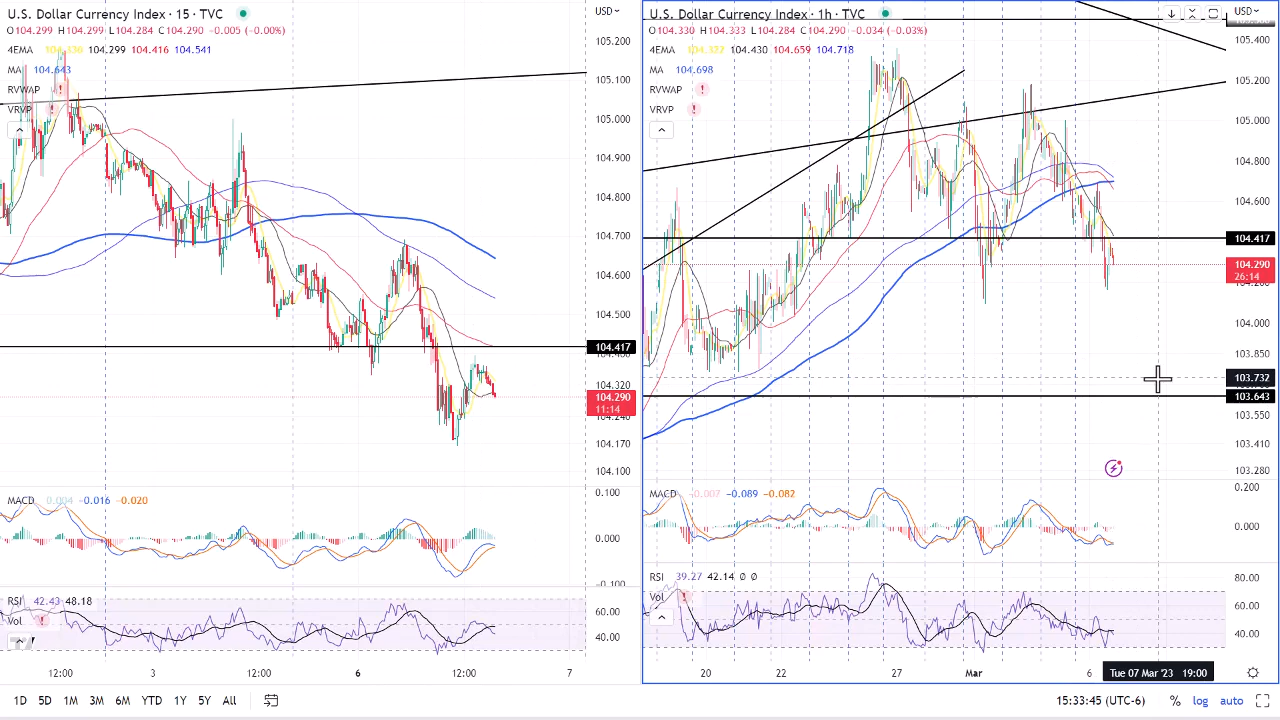 U.S. Dollar Currency Index · 15 · TVC
O104.299 H104.299 L104.284 C104.290 -0.005 (-0.00%)
4EMA 104.299 104.416 104.541
MA 104.643
RVWAP !
VRVP !
USD
105.200
105.100
105.000
104.900
104.800
104.700
104.600
104.500
104.417
104.320
104.290
11:14
104.240
104.170
104.100
MACD 0.004 -0.016 -0.020
0.100
0.000
-0.100
RSI 42.43 48.18
Vol !
60.00
40.00
12:00 3 12:00 6 12:00 7
U.S. Dollar Currency Index · 1h · TVC
O104.330 H104.333 L104.284 C104.290 -0.034 (-0.03%)
4EMA 104.430 104.659 104.718
MA 104.698
RVWAP !
VRVP !
USD
105.400
105.200
105.000
104.800
104.600
104.417
104.290
26:14
104.200
104.000
103.850
103.732
103.643
103.550
103.410
103.280
MACD -0.007 -0.089 -0.082
0.200
0.000
RSI 39.27 42.14 ∅ ∅
Vol !
80.00
60.00
40.00
20 22 27 Mar 6 Tue 07 Mar '23 19:00
1D 5D 1M 3M 6M YTD 1Y 5Y All
15:33:45 (UTC-6) % log auto